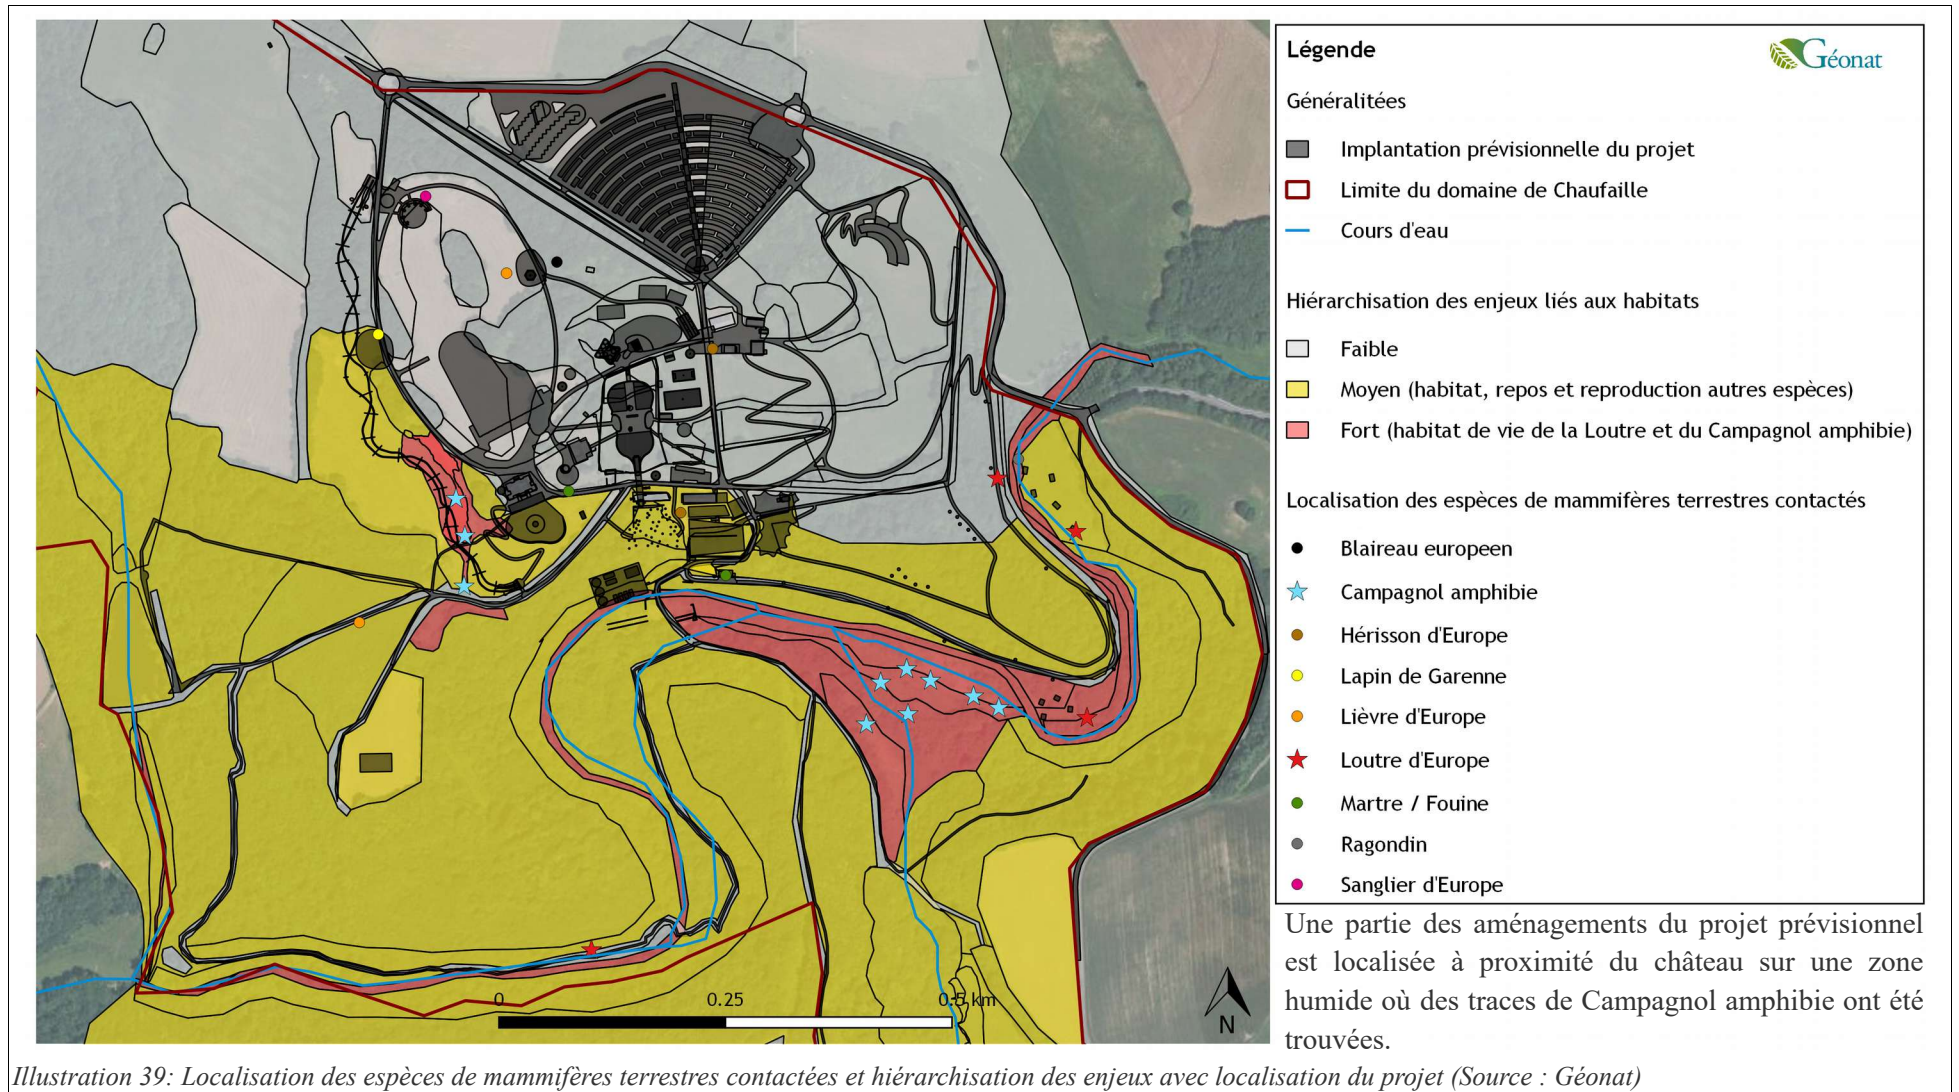 Légende
Géonat
Généralitées
Implantation prévisionnelle du projet
Limite du domaine de Chaufaille
Cours d'eau
Hiérarchisation des enjeux liés aux habitats
Faible
Moyen (habitat, repos et reproduction autres espèces)
Fort (habitat de vie de la Loutre et du Campagnol amphibie)
Localisation des espèces de mammifères terrestres contactés
Blaireau europeen
Campagnol amphibie
Hérisson d'Europe
Lapin de Garenne
Lièvre d'Europe
Loutre d'Europe
Martre / Fouine
Ragondin
Sanglier d'Europe
Une partie des aménagements du projet prévisionnel
est localisée à proximité du château sur une zone
humide où des traces de Campagnol amphibie ont été
trouvées.
0 0.25 0.5 km
N
Illustration 39: Localisation des espèces de mammifères terrestres contactées et hiérarchisation des enjeux avec localisation du projet (Source : Géonat)